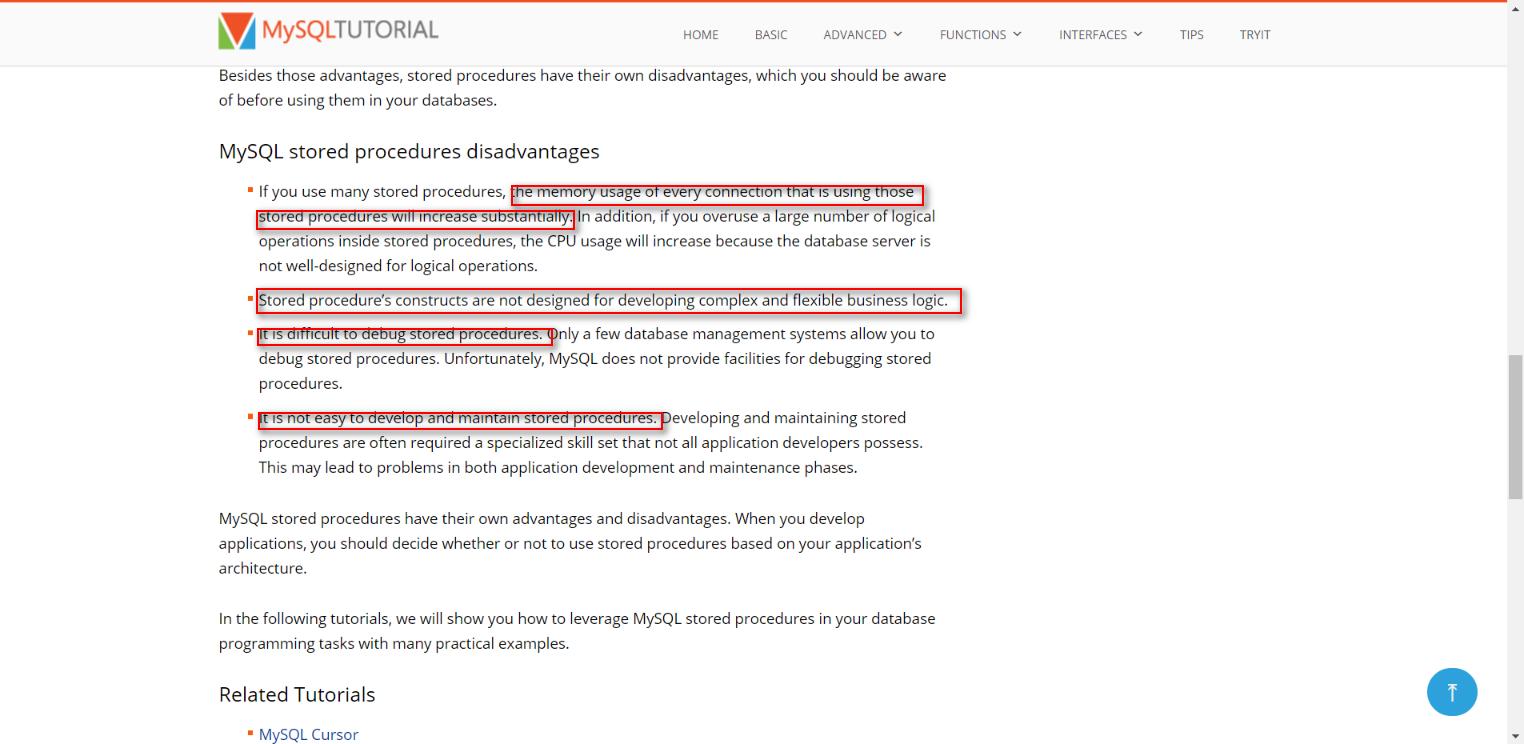 MySQLTUTORIAL
HOME BASIC ADVANCED FUNCTIONS INTERFACES TIPS TRYIT
Besides those advantages, stored procedures have their own disadvantages, which you should be aware
of before using them in your databases.
MySQL stored procedures disadvantages
If you use many stored procedures, the memory usage of every connection that is using those
stored procedures will increase substantially. In addition, if you overuse a large number of logical
operations inside stored procedures, the CPU usage will increase because the database server is
not well-designed for logical operations.
Stored procedure’s constructs are not designed for developing complex and flexible business logic.
It is difficult to debug stored procedures. Only a few database management systems allow you to
debug stored procedures. Unfortunately, MySQL does not provide facilities for debugging stored
procedures.
It is not easy to develop and maintain stored procedures. Developing and maintaining stored
procedures are often required a specialized skill set that not all application developers possess.
This may lead to problems in both application development and maintenance phases.
MySQL stored procedures have their own advantages and disadvantages. When you develop
applications, you should decide whether or not to use stored procedures based on your application’s
architecture.
In the following tutorials, we will show you how to leverage MySQL stored procedures in your database
programming tasks with many practical examples.
Related Tutorials
MySQL Cursor